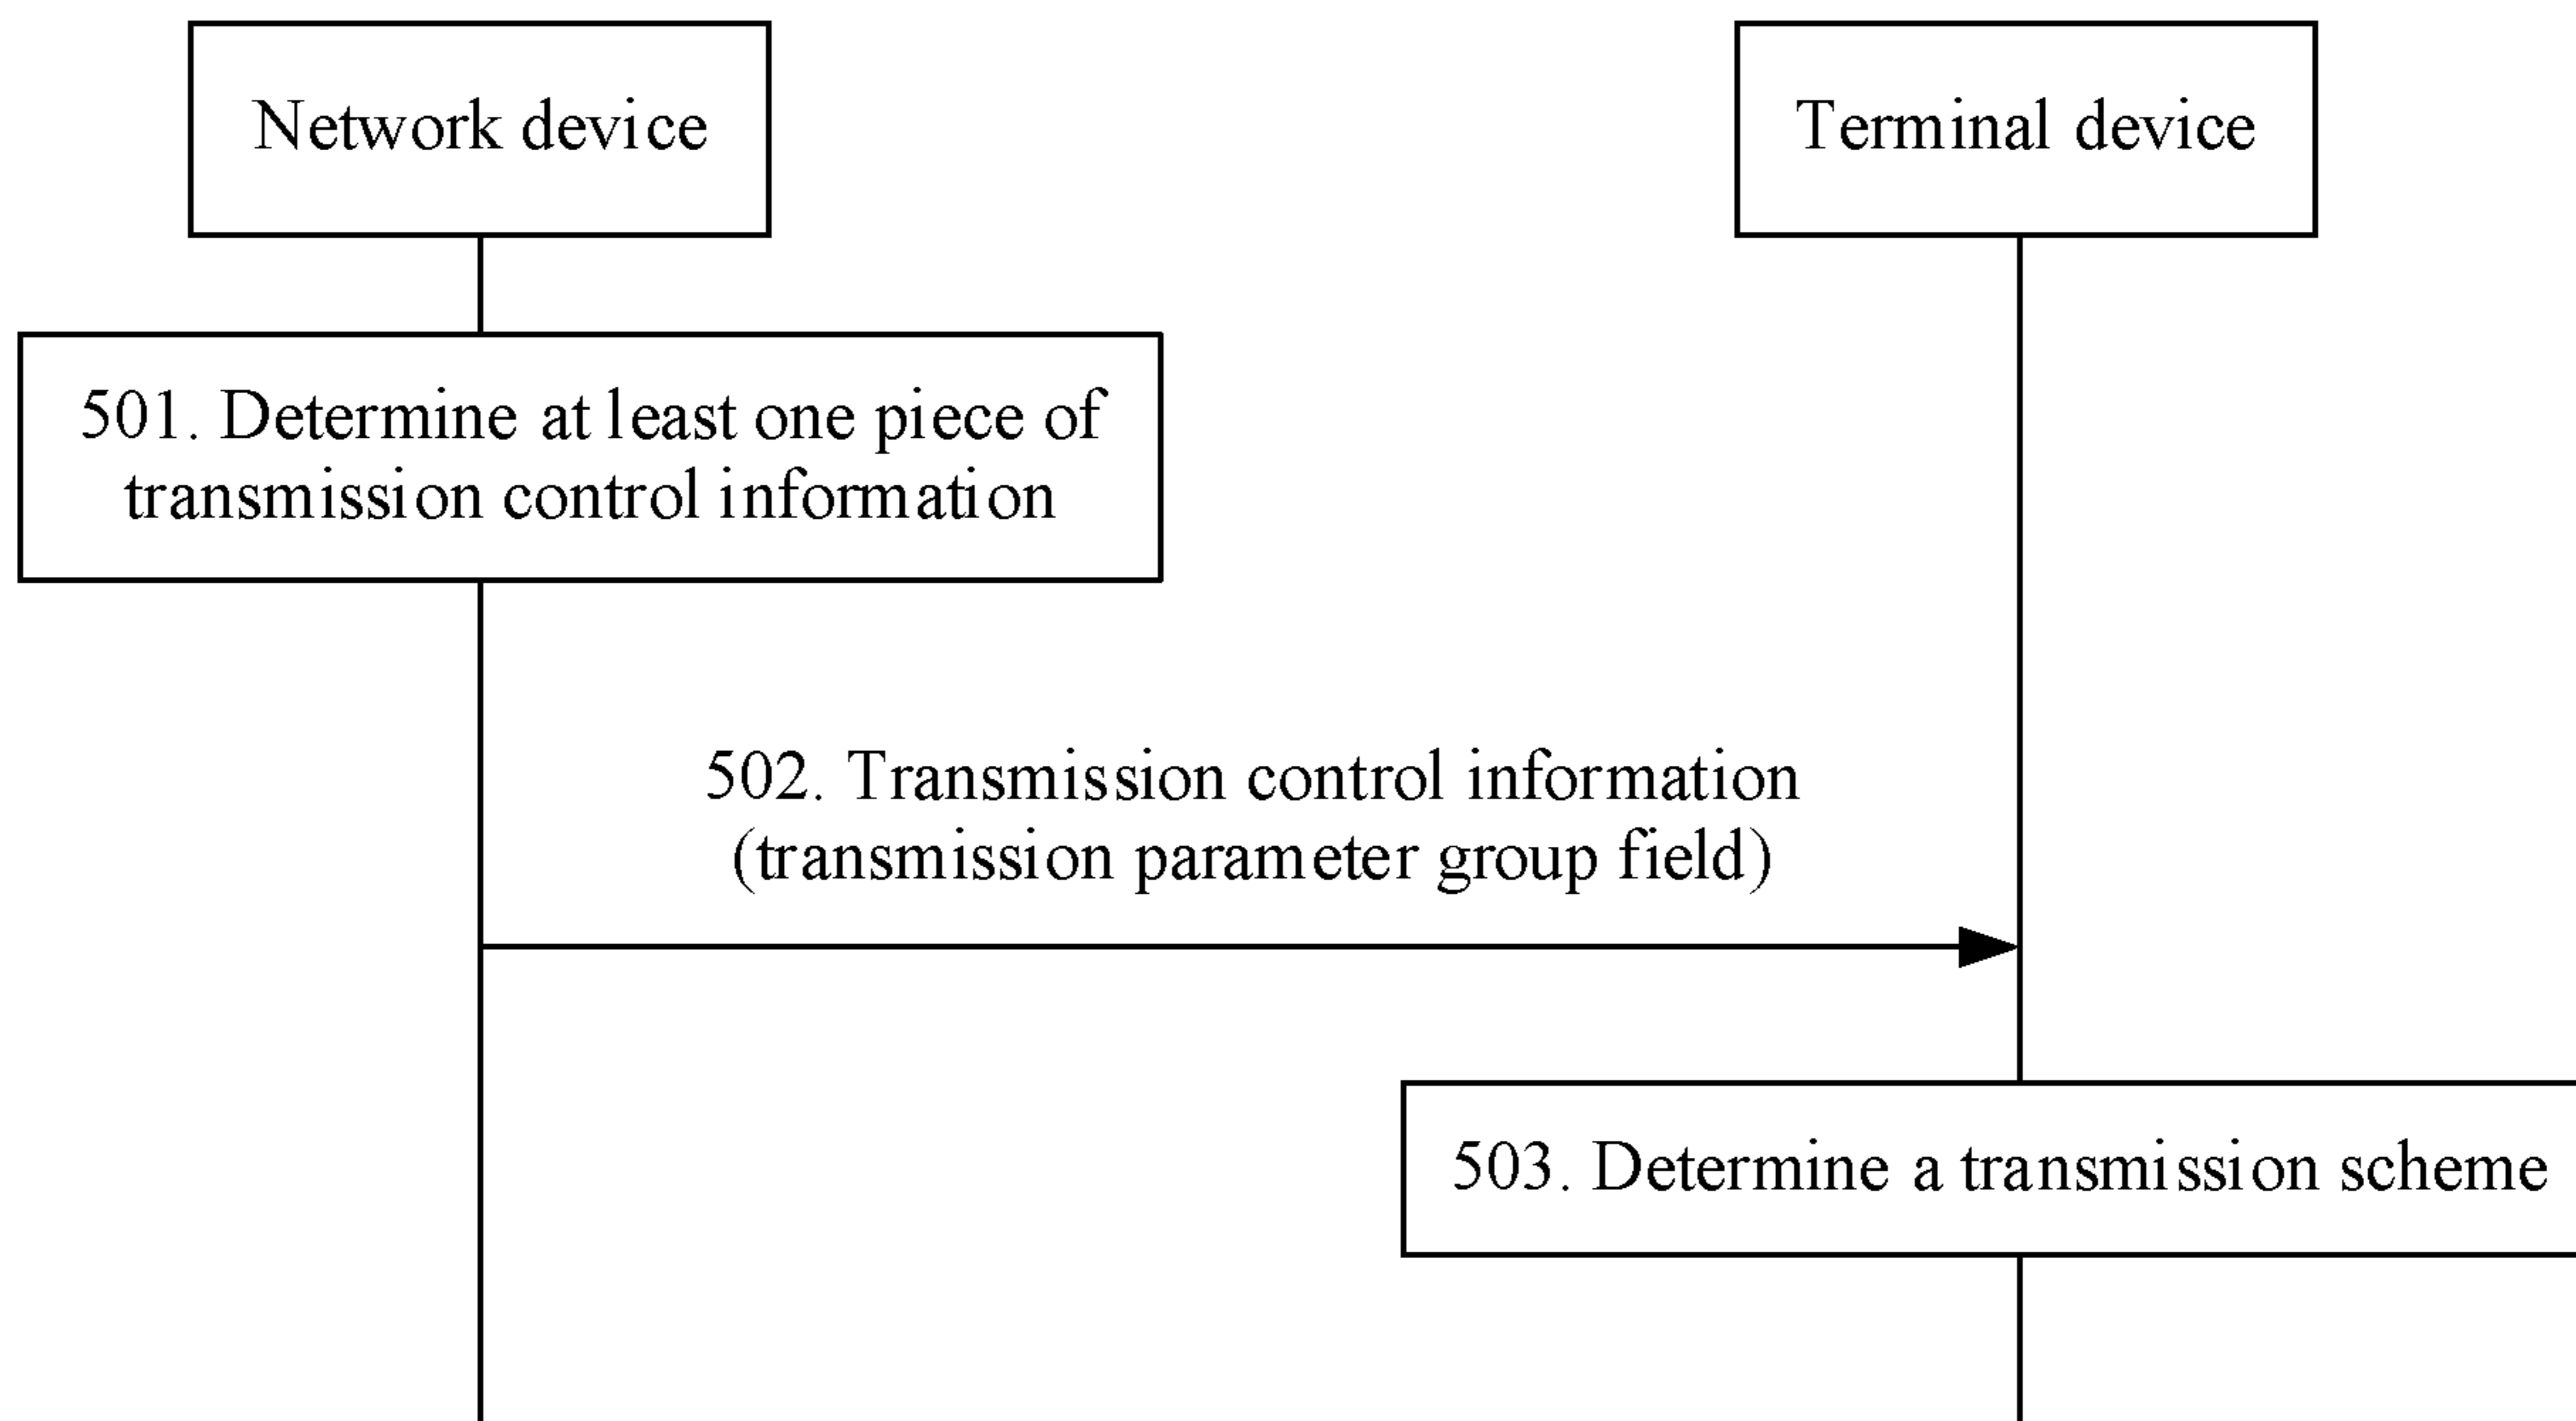 Network device
Terminal device
501. Determine at least one piece of
transmission control information
502. Transmission control information
(transmission parameter group field)
503. Determine a transmission scheme